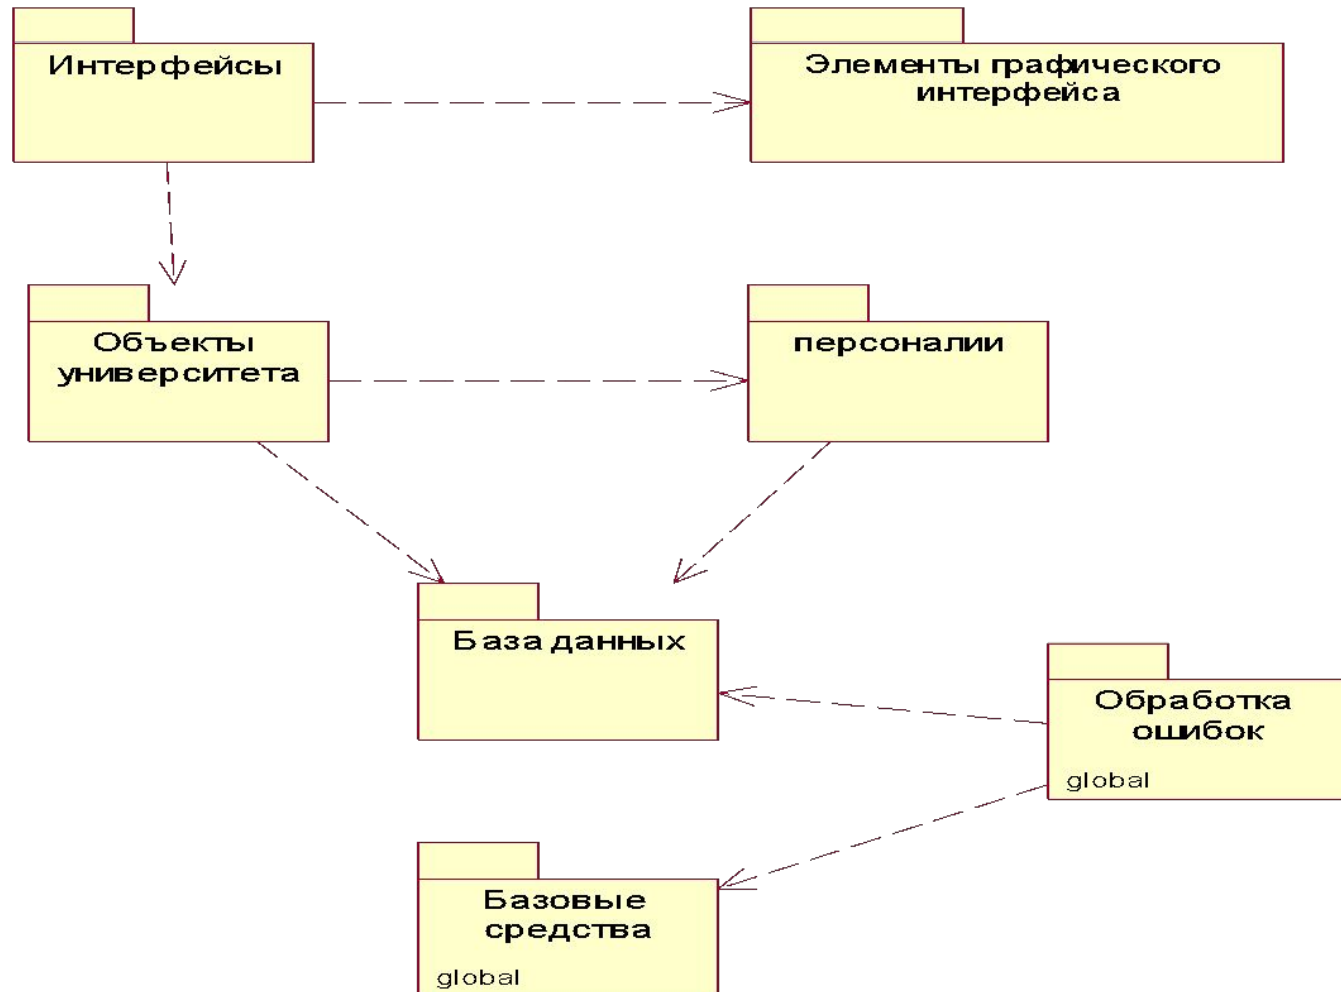 Интерфейсы
Элементы графического
интерфейса
Объекты
университета
персоналии
База данных
Обработка
ошибок
global
Базовые
средства
global